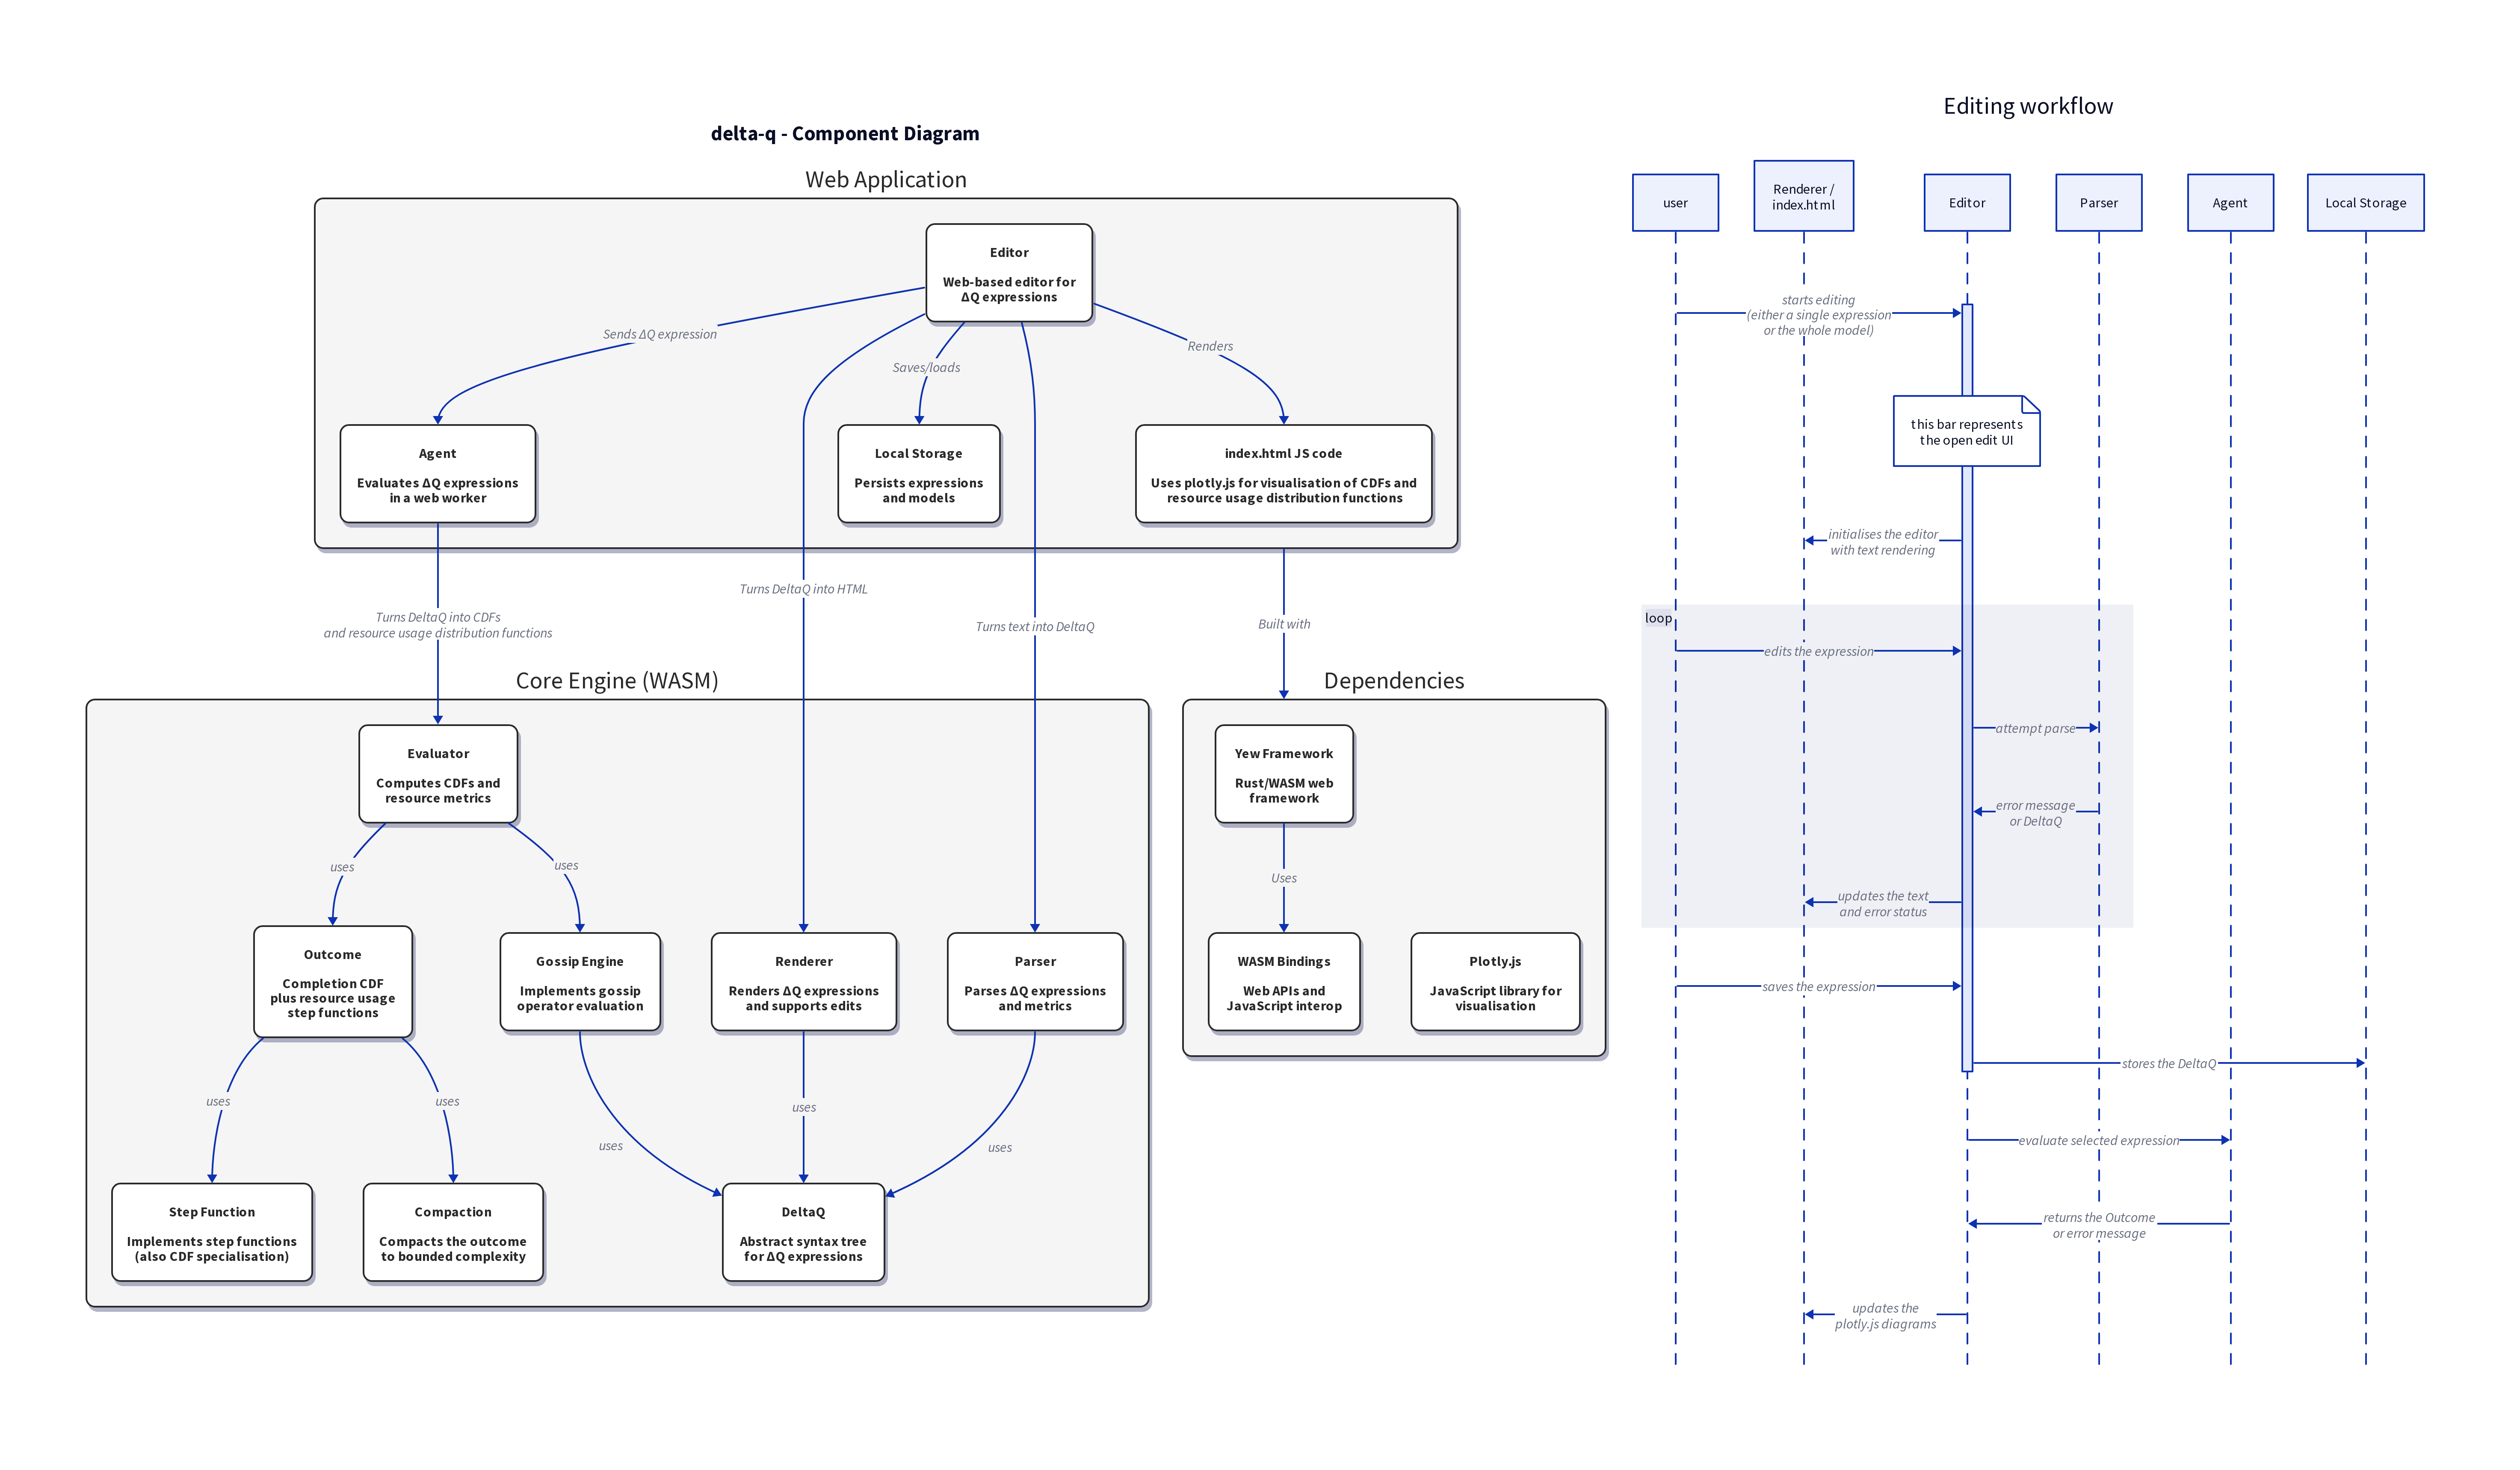 delta-q - Component Diagram
Web Application
Editor
Web-based editor for
ΔQ expressions
Sends ΔQ expression
Saves/loads
Renders
Agent
Evaluates ΔQ expressions
in a web worker
Local Storage
Persists expressions
and models
index.html JS code
Uses plotly.js for visualisation of CDFs and
resource usage distribution functions
Turns DeltaQ into CDFs
and resource usage distribution functions
Turns DeltaQ into HTML
Turns text into DeltaQ
Built with
Core Engine (WASM)
Evaluator
Computes CDFs and
resource metrics
uses
uses
Outcome
Completion CDF
plus resource usage
step functions
Gossip Engine
Implements gossip
operator evaluation
Renderer
Renders ΔQ expressions
and supports edits
Parser
Parses ΔQ expressions
and metrics
uses
uses
uses
uses
uses
Step Function
Implements step functions
(also CDF specialisation)
Compaction
Compacts the outcome
to bounded complexity
DeltaQ
Abstract syntax tree
for ΔQ expressions
Dependencies
Yew Framework
Rust/WASM web
framework
Uses
WASM Bindings
Web APIs and
JavaScript interop
Plotly.js
JavaScript library for
visualisation
Editing workflow
user
Renderer /
index.html
Editor
Parser
Agent
Local Storage
starts editing
(either a single expression
or the whole model)
this bar represents
the open edit UI
initialises the editor
with text rendering
loop
edits the expression
attempt parse
error message
or DeltaQ
updates the text
and error status
saves the expression
stores the DeltaQ
evaluate selected expression
returns the Outcome
or error message
updates the
plotly.js diagrams